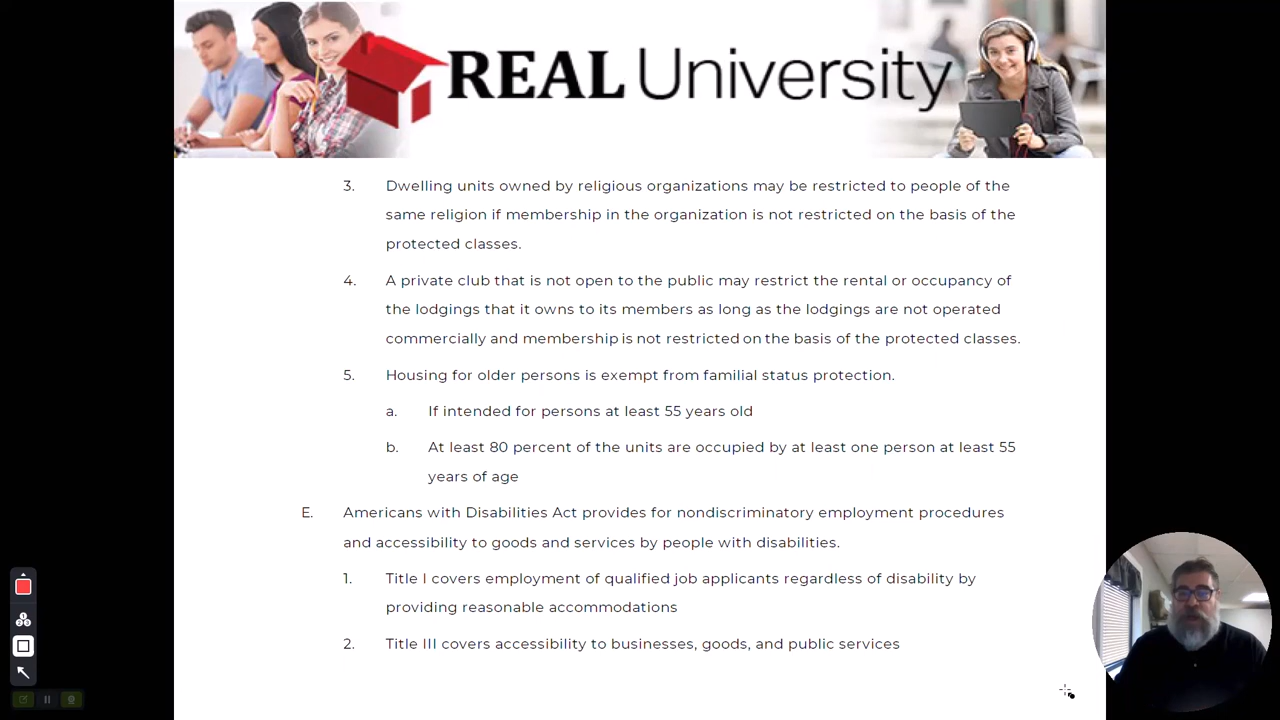 REAL University
3. Dwelling units owned by religious organizations may be restricted to people of the
same religion if membership in the organization is not restricted on the basis of the
protected classes.
4. A private club that is not open to the public may restrict the rental or occupancy of
the lodgings that it owns to its members as long as the lodgings are not operated
commercially and membership is not restricted on the basis of the protected classes.
5. Housing for older persons is exempt from familial status protection.
a. If intended for persons at least 55 years old
b. At least 80 percent of the units are occupied by at least one person at least 55
years of age
E. Americans with Disabilities Act provides for nondiscriminatory employment procedures
and accessibility to goods and services by people with disabilities.
1. Title I covers employment of qualified job applicants regardless of disability by
providing reasonable accommodations
2. Title III covers accessibility to businesses, goods, and public services